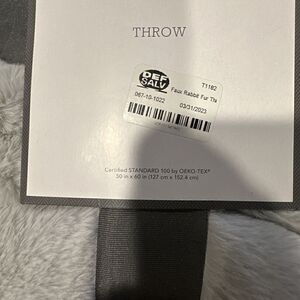 THROW
DEF
SALV
T1182
Faux Rabbit Fur Thr
067-10-1022
03/31/2023
Certified STANDARD 100 by OEKO-TEX®
50 in x 60 in (127 cm x 152.4 cm)